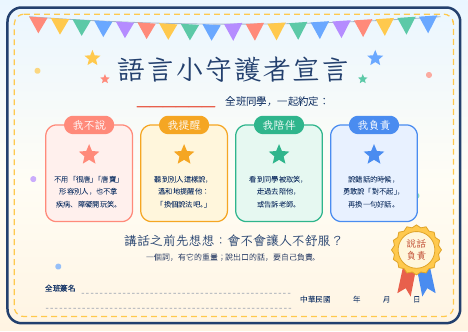 語言小守護者宣言
全班同學，一起約定：
我不說
不用「很唐」「唐寶」
形容別人，也不拿
疾病、障礙開玩笑。
我提醒
聽到別人這樣說，
溫和地提醒他：
「換個說法吧。」
我陪伴
看到同學被取笑，
走過去陪他，
或告訴老師。
我負責
說錯話的時候，
勇敢說「對不起」，
再換一句好話。
講話之前先想想：會不會讓人不舒服？
一個詞，有它的重量；說出口的話，要自己負責。
說話
負責
全班簽名
中華民國 年 月 日